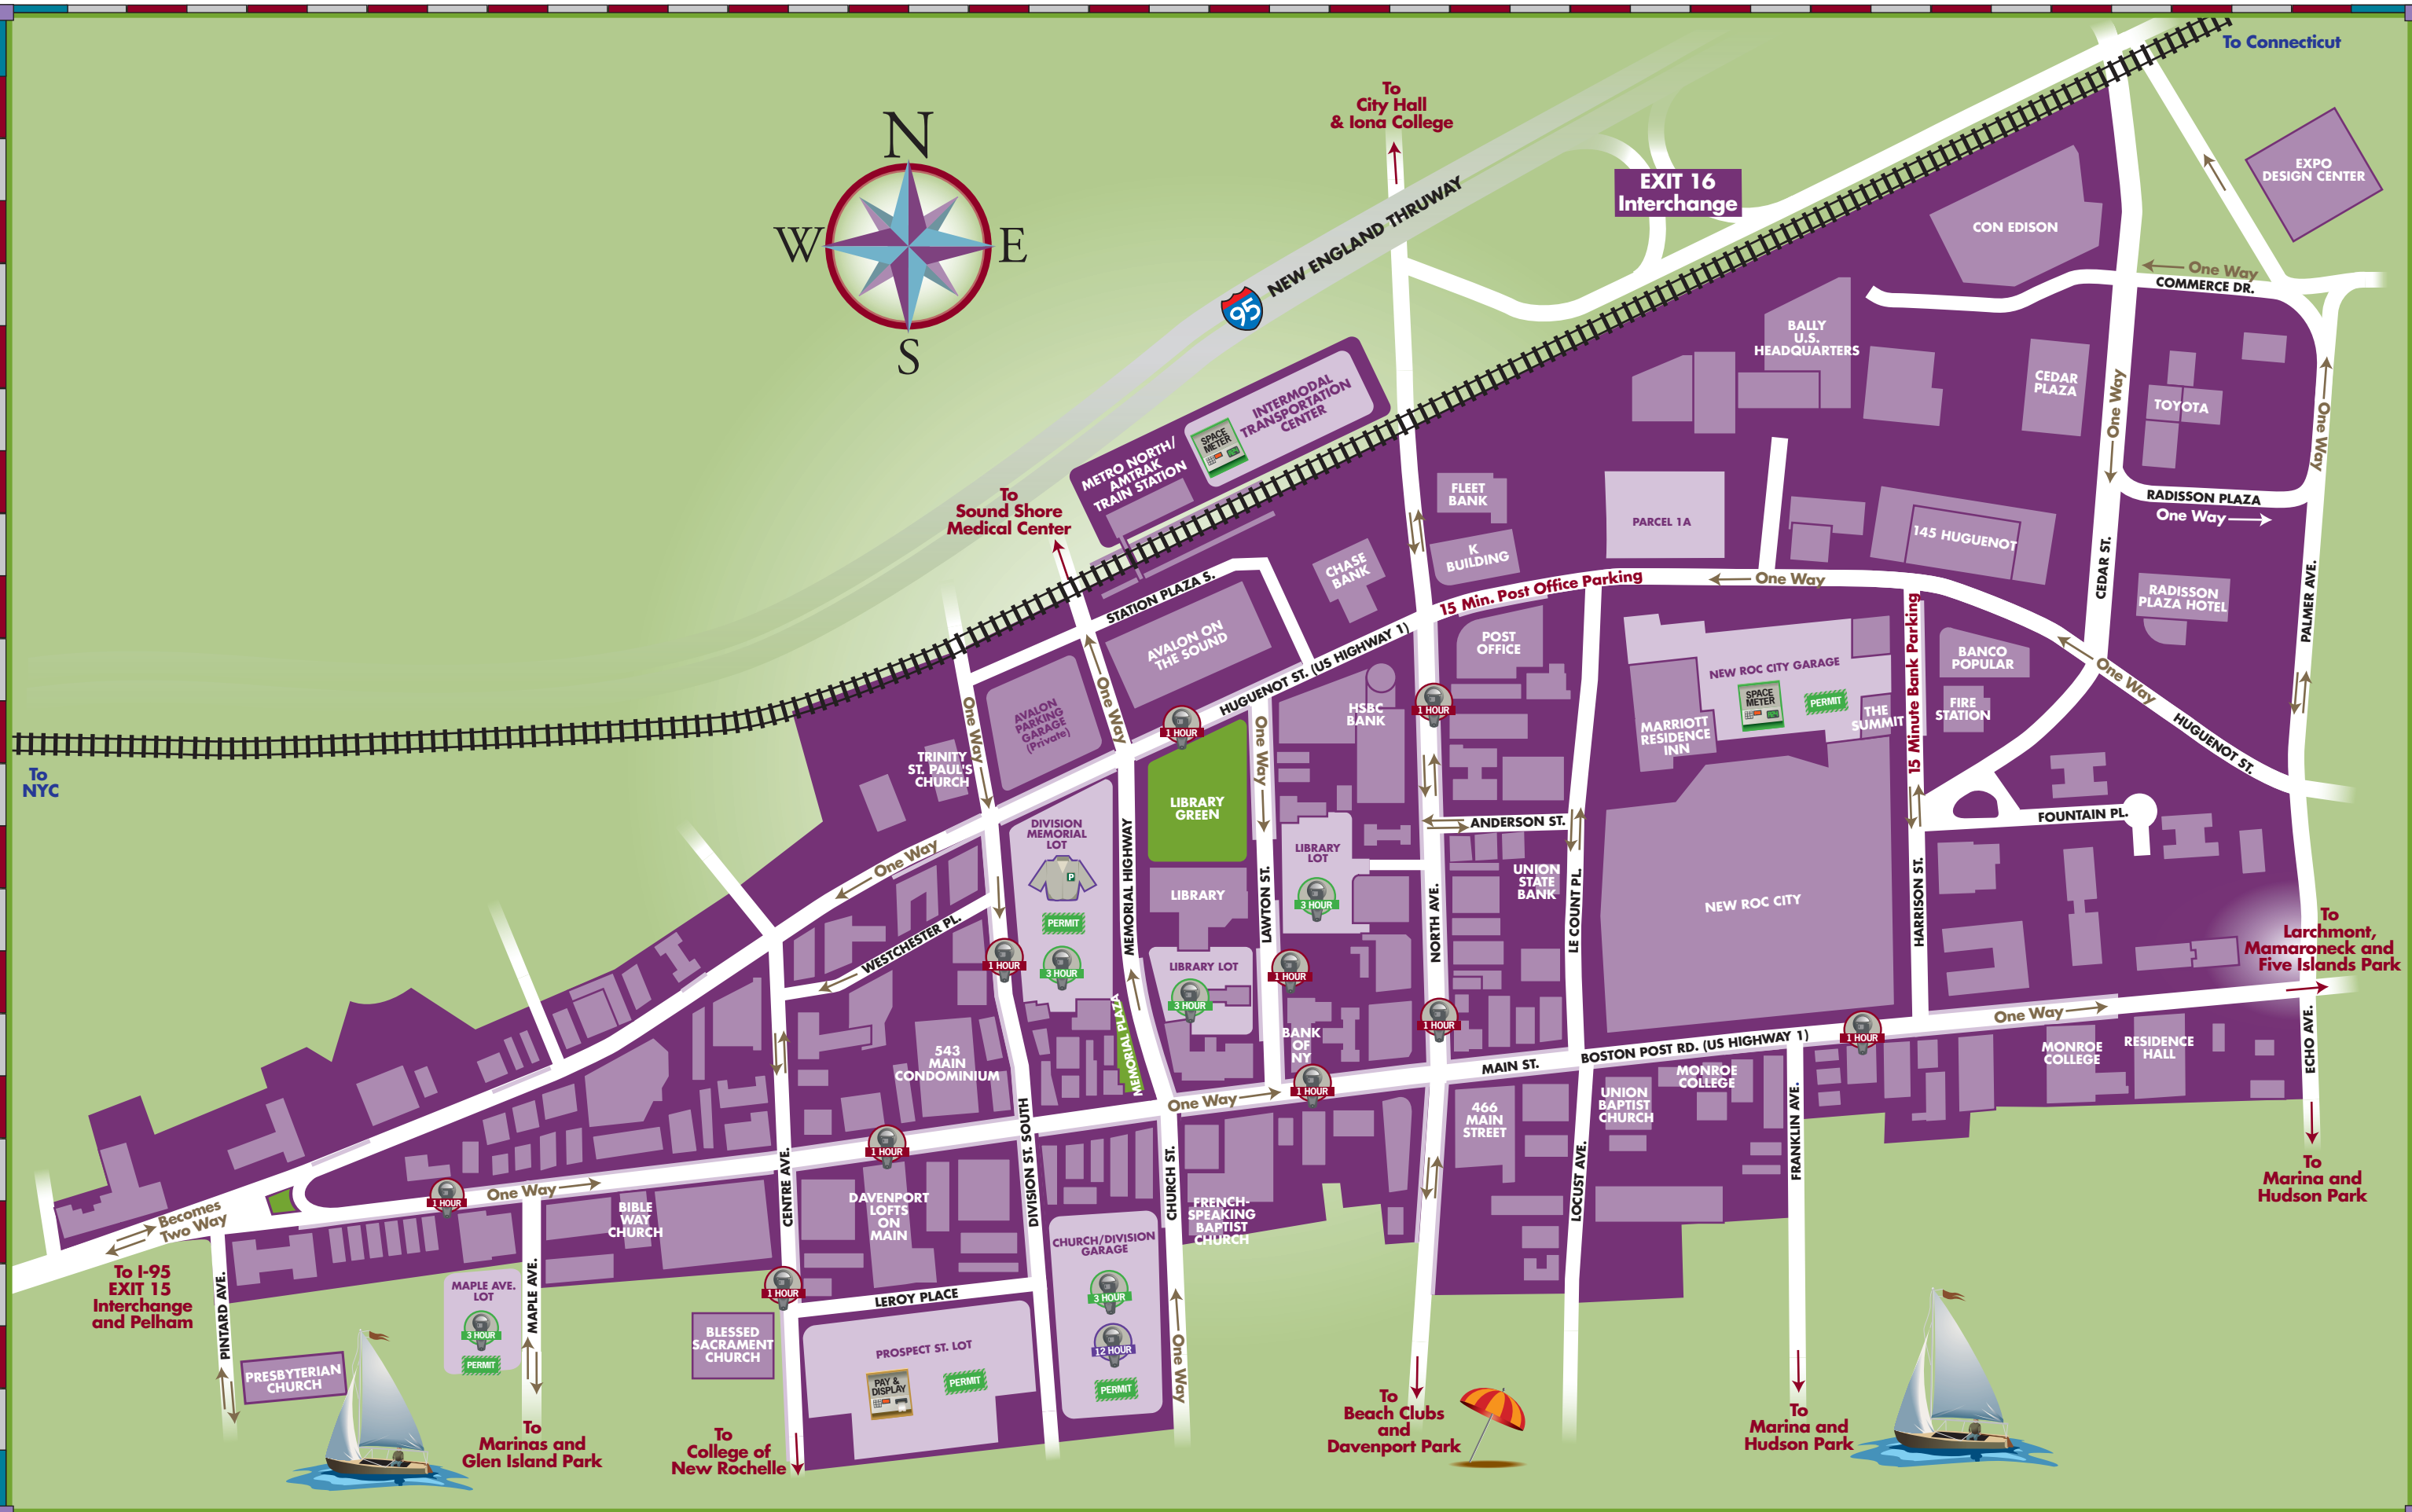 To Connecticut
N
W
E
S
To
City Hall
& Iona College
EXIT 16
Interchange
EXPO
DESIGN CENTER
CON EDISON
One Way
COMMERCE DR.
NEW ENGLAND THRUWAY
95
BALLY
U.S.
HEADQUARTERS
CEDAR
PLAZA
TOYOTA
One Way
One Way
INTERMODAL
TRANSPORTATION
CENTER
SPACE
METER
METRO NORTH/
AMTRAK
TRAIN STATION
To
Sound Shore
Medical Center
FLEET
BANK
K
BUILDING
PARCEL 1A
145 HUGUENOT
RADISSON PLAZA
One Way
CEDAR ST.
PALMER AVE.
RADISSON
PLAZA HOTEL
CHASE
BANK
STATION PLAZA S.
AVALON ON
THE SOUND
15 Min. Post Office Parking
One Way
HUGUENOT ST. (US HIGHWAY 1)
POST
OFFICE
NEW ROC CITY GARAGE
SPACE
METER
PERMIT
THE
SUMMIT
MARRIOTT
RESIDENCE
INN
15 Minute Bank Parking
BANCO
POPULAR
FIRE
STATION
One Way
HUGUENOT ST.
AVALON
PARKING
GARAGE
(Private)
One Way
One Way
1 HOUR
One Way
HSBC
BANK
1 HOUR
To
NYC
TRINITY
ST. PAUL'S
CHURCH
LIBRARY
GREEN
DIVISION
MEMORIAL
LOT
P
PERMIT
3 HOUR
MEMORIAL HIGHWAY
LIBRARY
LAWTON ST.
LIBRARY
LOT
3 HOUR
ANDERSON ST.
UNION
STATE
BANK
NORTH AVE.
LE COUNT PL.
NEW ROC CITY
HARRISON ST.
FOUNTAIN PL.
One Way
WESTCHESTER PL.
1 HOUR
LIBRARY LOT
3 HOUR
1 HOUR
1 HOUR
MEMORIAL PLAZA
BANK
OF
NY
1 HOUR
To
Larchmont,
Mamaroneck and
Five Islands Park
One Way
1 HOUR
BOSTON POST RD. (US HIGHWAY 1)
MAIN ST.
One Way
543
MAIN
CONDOMINIUM
MONROE
COLLEGE
UNION
BAPTIST
CHURCH
466
MAIN
STREET
MONROE
COLLEGE
RESIDENCE
HALL
ECHO AVE.
FRANKLIN AVE.
LOCUST AVE.
1 HOUR
DIVISION ST. SOUTH
CENTRE AVE.
CHURCH ST.
FRENCH-
SPEAKING
BAPTIST
CHURCH
DAVENPORT
LOFTS
ON
MAIN
BIBLE
WAY
CHURCH
One Way
1 HOUR
Becomes
Two Way
To I-95
EXIT 15
Interchange
and Pelham
PINTARD AVE.
PRESBYTERIAN
CHURCH
MAPLE AVE.
LOT
3 HOUR
PERMIT
MAPLE AVE.
To
Marinas and
Glen Island Park
1 HOUR
BLESSED
SACRAMENT
CHURCH
LEROY PLACE
PROSPECT ST. LOT
PAY &
DISPLAY
PERMIT
CHURCH/DIVISION
GARAGE
3 HOUR
12 HOUR
PERMIT
One Way
To
College of
New Rochelle
To
Beach Clubs
and
Davenport Park
To
Marina and
Hudson Park
To
Marina and
Hudson Park